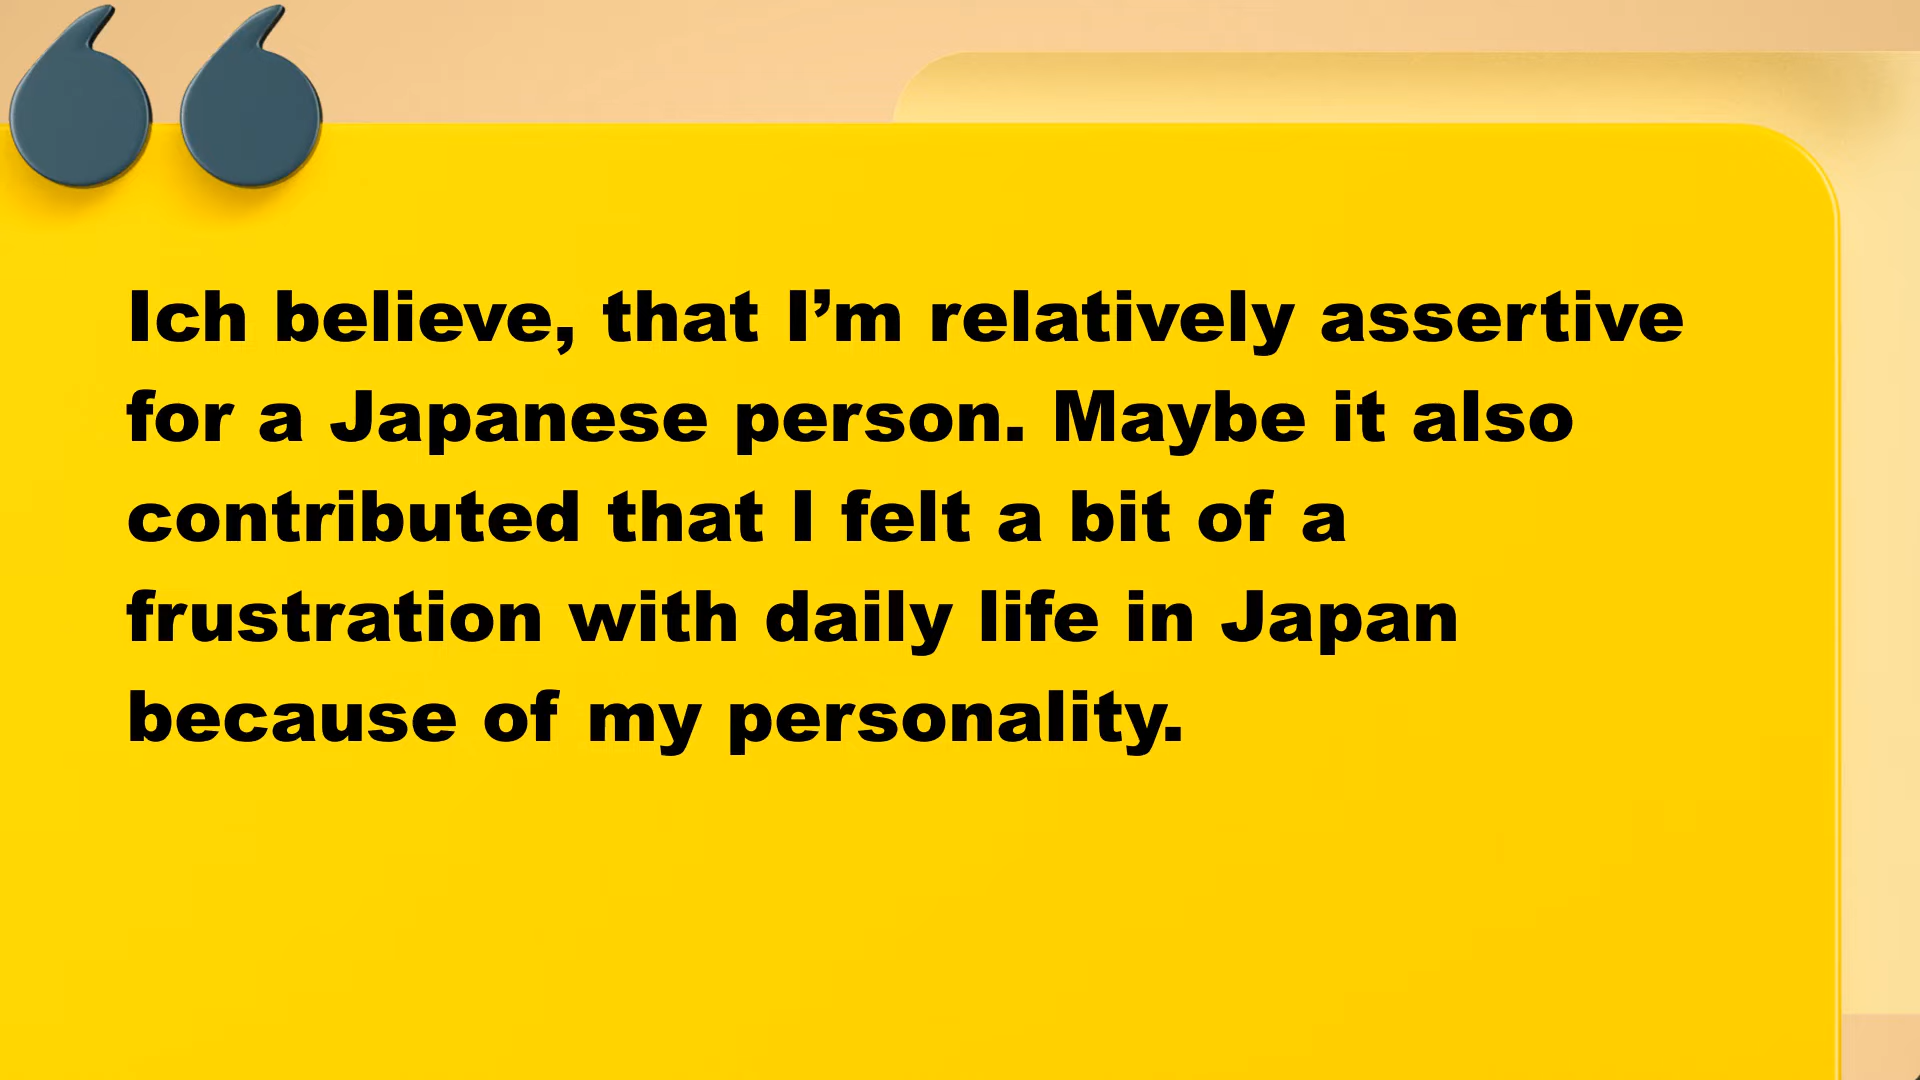 Ich believe, that I’m relatively assertive
for a Japanese person. Maybe it also
contributed that I felt a bit of a
frustration with daily life in Japan
because of my personality.